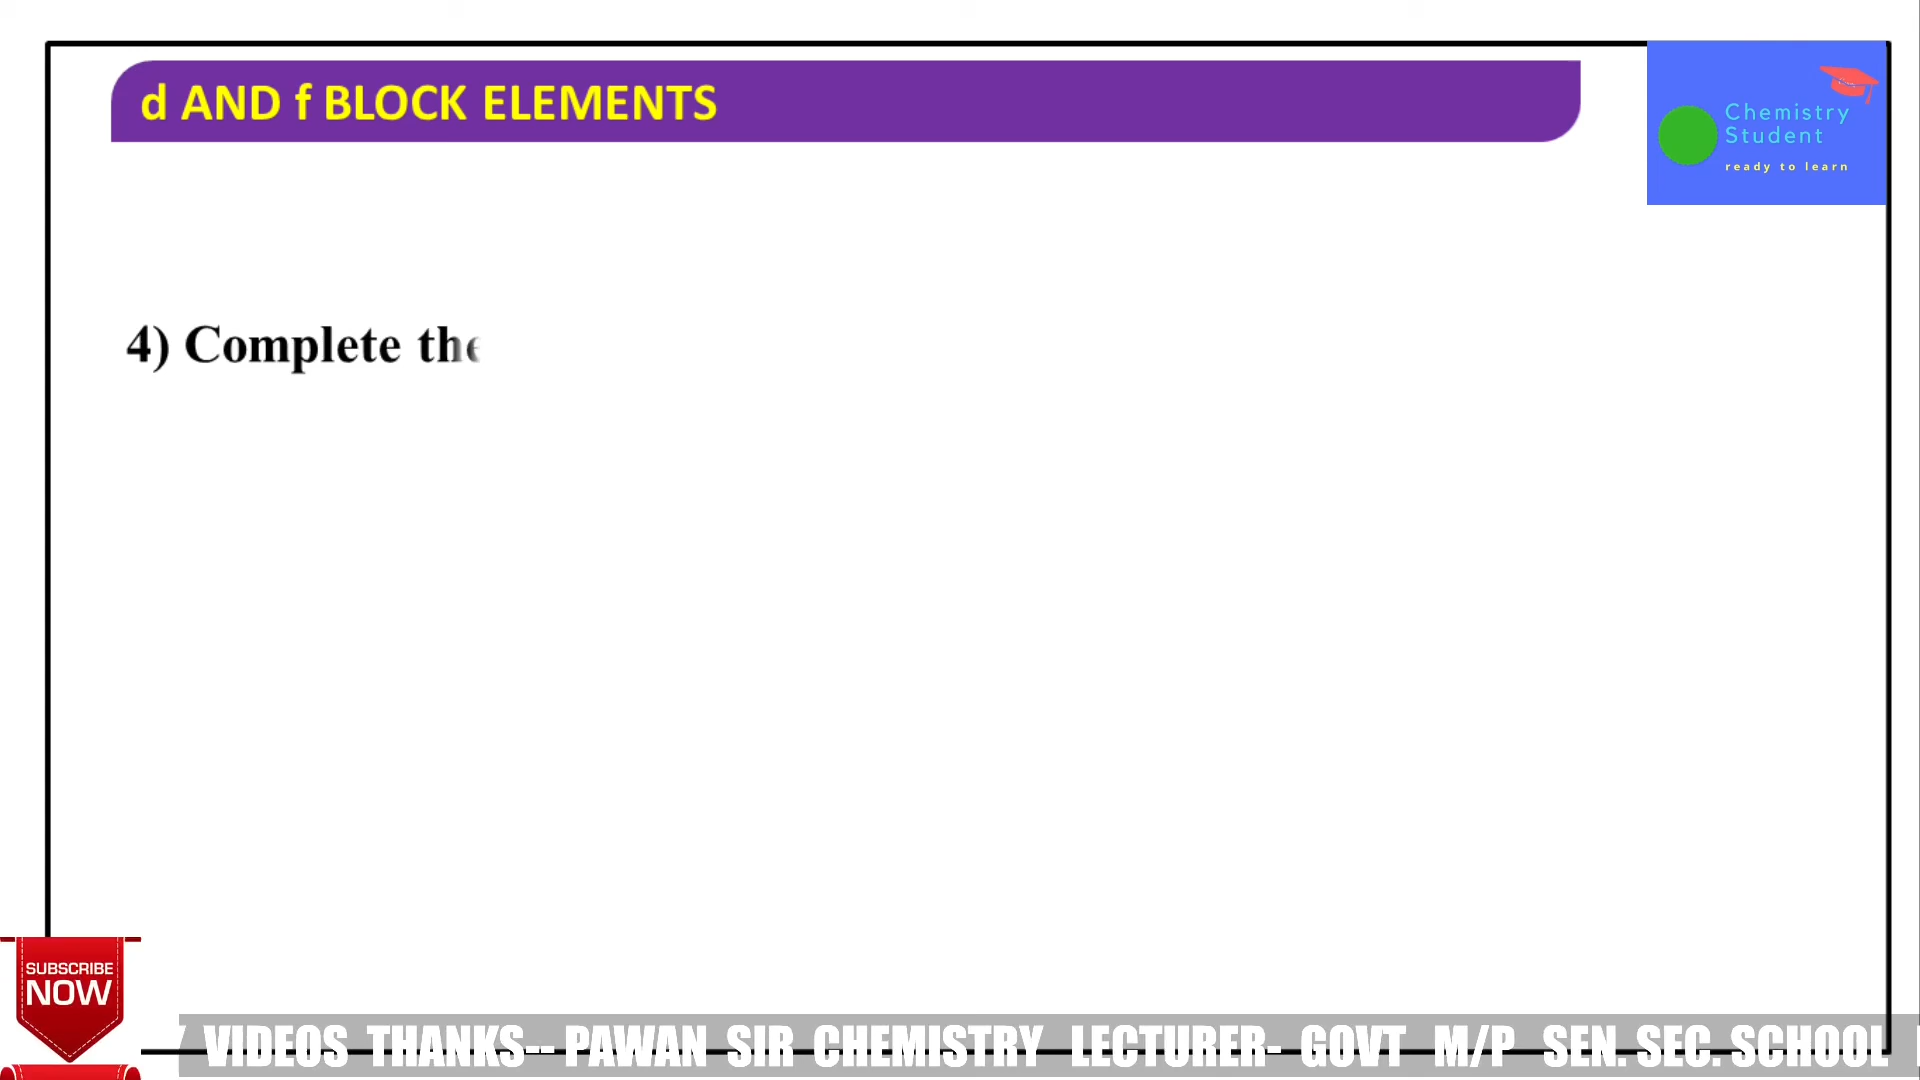 d AND f BLOCK ELEMENTS
Chemistry
Student
ready to learn
4) Complete the
SUBSCRIBE
NOW
VIDEOS THANKS-- PAWAN SIR CHEMISTRY LECTURER- GOVT M/P SEN. SEC. SCHOOL